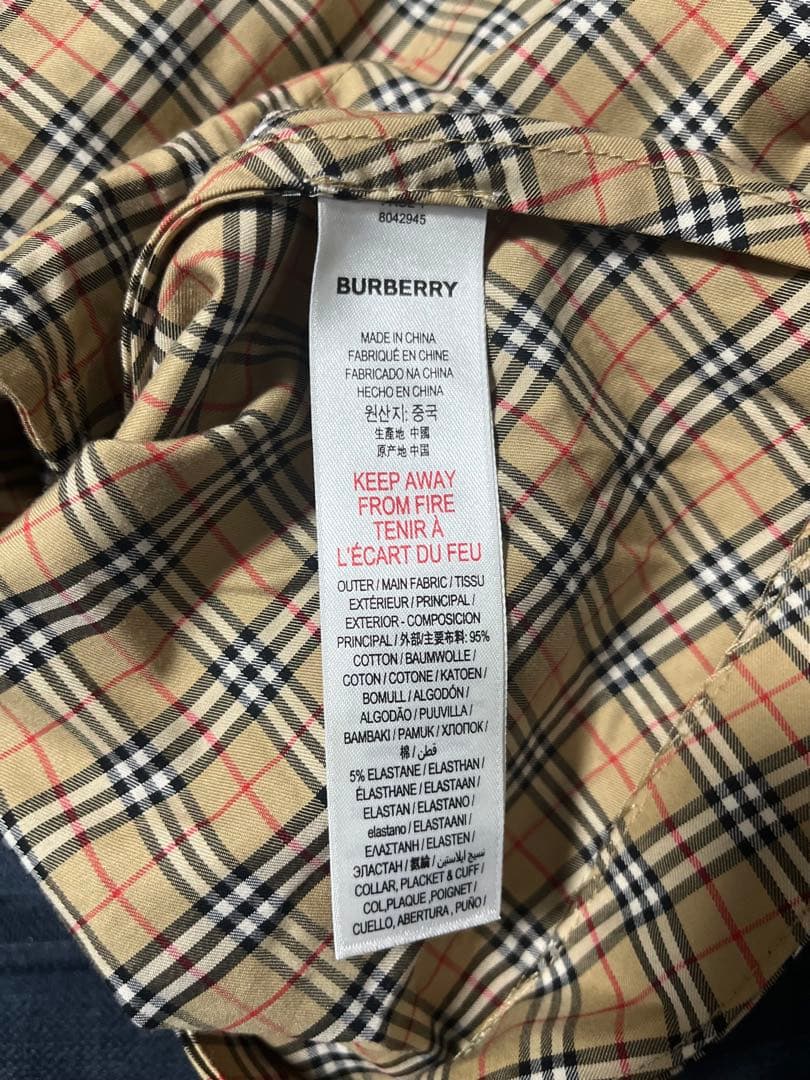 8042945
BURBERRY
MADE IN CHINA
FABRIQUÉ EN CHINE
FABRICADO NA CHINA
HECHO EN CHINA
원산지: 중국
生產地 中國
原产地 中国
KEEP AWAY
FROM FIRE
TENIR À
L'ÉCART DU FEU
OUTER / MAIN FABRIC / TISSU
EXTÉRIEUR / PRINCIPAL /
EXTERIOR - COMPOSICION
PRINCIPAL / 外部/主要布料: 95%
COTTON / BAUMWOLLE /
COTON / COTONE / KATOEN /
BOMULL / ALGODÓN /
ALGODÃO / PUUVILLA /
BAMBAKI / PAMUK / ХЛОПОК /
棉 / قطن /
5% ELASTANE / ELASTHAN /
ÉLASTHANE / ELASTAAN /
ELASTAN / ELASTANO /
elastano / ELASTAANI /
ΕΛΑΣΤΑΝΗ / ELASTEN /
ЭЛАСТАН / 氨綸 / نسيج ايلاستين /
COLLAR, PLACKET & CUFF /
COL,PLAQUE,POIGNET /
CUELLO, ABERTURA, PUÑO /